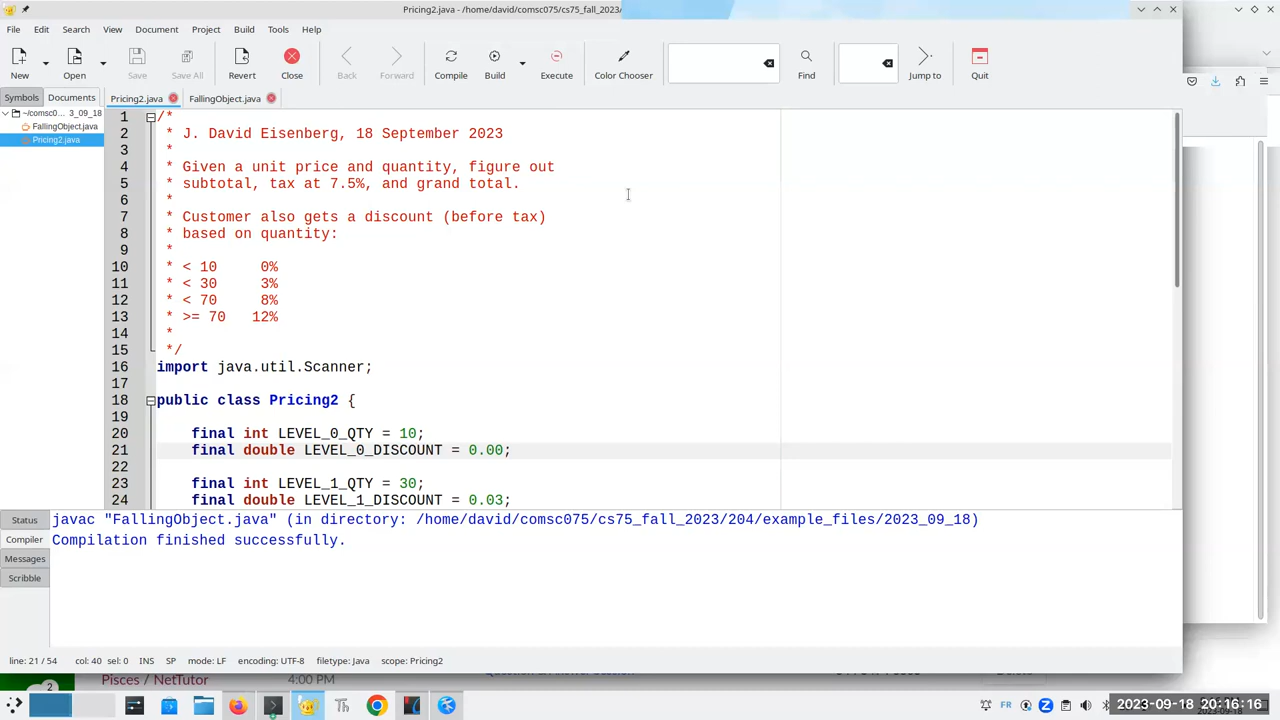 Pricing2.java - /home/david/comsc075/cs75_fall_2023/
File Edit Search View Document Project Build Tools Help
New Open Save Save All Revert Close Back Forward Compile Build Execute Color Chooser Find Jump to Quit
Symbols Documents Pricing2.java FallingObject.java
~/comsc0... 3_09_18
FallingObject.java
Pricing2.java
1 /*
2 * J. David Eisenberg, 18 September 2023
3 *
4 * Given a unit price and quantity, figure out
5 * subtotal, tax at 7.5%, and grand total.
6 *
7 * Customer also gets a discount (before tax)
8 * based on quantity:
9 *
10 * < 10 0%
11 * < 30 3%
12 * < 70 8%
13 * >= 70 12%
14 *
15 */
16 import java.util.Scanner;
17
18 public class Pricing2 {
19
20 final int LEVEL_0_QTY = 10;
21 final double LEVEL_0_DISCOUNT = 0.00;
22
23 final int LEVEL_1_QTY = 30;
24 final double LEVEL_1_DISCOUNT = 0.03;
Status
Compiler
Messages
Scribble
javac "FallingObject.java" (in directory: /home/david/comsc075/cs75_fall_2023/204/example_files/2023_09_18)
Compilation finished successfully.
line: 21 / 54 col: 40 sel: 0 INS SP mode: LF encoding: UTF-8 filetype: Java scope: Pricing2
2 Pisces / NetTutor 4:00 PM
FR 2023-09-18 20:16:16